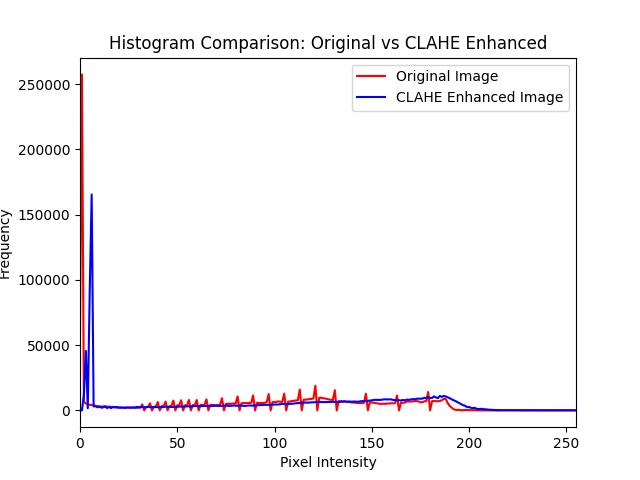 Histogram Comparison: Original vs CLAHE Enhanced
Original Image
CLAHE Enhanced Image
Frequency
250000
200000
150000
100000
50000
0
0 50 100 150 200 250
Pixel Intensity